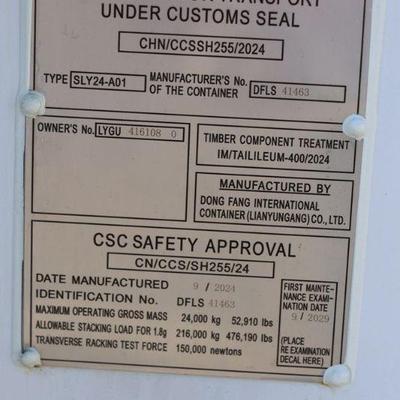 TRANSPORT
UNDER CUSTOMS SEAL
CHN/CCSSH255/2024
TYPE SLY24-A01 MANUFACTURER'S No. OF THE CONTAINER DFLS 41463
OWNER'S No. LYGU 416108 0
TIMBER COMPONENT TREATMENT
IM/TAILILEUM-400/2024
MANUFACTURED BY
DONG FANG INTERNATIONAL
CONTAINER (LIANYUNGANG) CO., LTD.
CSC SAFETY APPROVAL
CN/CCS/SH255/24
DATE MANUFACTURED 9 / 2024
IDENTIFICATION No. DFLS 41463
MAXIMUM OPERATING GROSS MASS 24,000 kg 52,910 lbs
ALLOWABLE STACKING LOAD FOR 1.8g 216,000 kg 476,190 lbs
TRANSVERSE RACKING TEST FORCE 150,000 newtons
FIRST MAINTE-
NANCE EXAMI-
NATION DATE
9 / 2029
(PLACE
RE EXAMINATION
DECAL HERE)